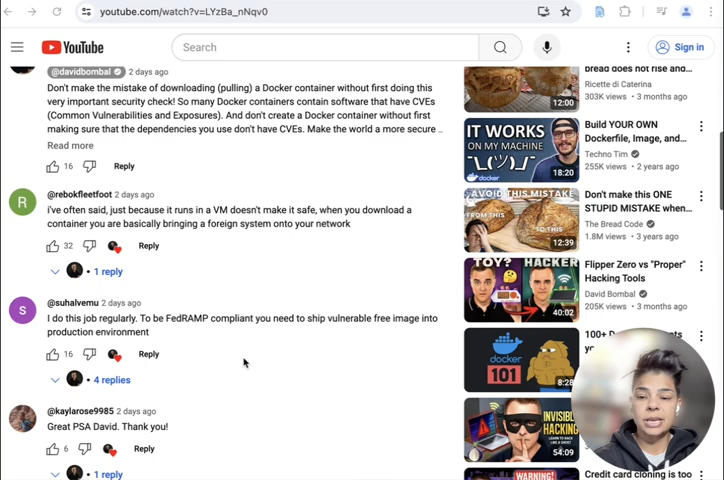 youtube.com/watch?v=LYzBa_nNqv0
YouTube
Search
Sign in
@davidbombal 2 days ago
Don't make the mistake of downloading (pulling) a Docker container without first doing this
very important security check! So many Docker containers contain software that have CVEs
(Common Vulnerabilities and Exposures). And don't create a Docker container without first
making sure that the dependencies you use don't have CVEs. Make the world a more secure ..
Read more
16
Reply
R
@rebokfleetfoot 2 days ago
i've often said, just because it runs in a VM doesn't make it safe, when you download a
container you are basically bringing a foreign system onto your network
32
Reply
1 reply
S
@suhalvemu 2 days ago
I do this job regularly. To be FedRAMP compliant you need to ship vulnerable free image into
production environment
16
Reply
4 replies
@kaylarose9985 2 days ago
Great PSA David. Thank you!
6
Reply
1 reply
bread does not rise and...
Ricette di Caterina
303K views • 3 months ago
12:00
IT WORKS
ON MY MACHINE
¯\_(ツ)_/¯
docker
18:20
Build YOUR OWN
Dockerfile, Image, and...
Techno Tim
255K views • 2 years ago
AVOID THIS MISTAKE
FROM THIS
SO THIS
12:39
Don't make this ONE
STUPID MISTAKE when...
The Bread Code
1.8M views • 3 years ago
TOY?
HACKER
40:02
Flipper Zero vs "Proper"
Hacking Tools
David Bombal
205K views • 3 months ago
docker
101
8:28
INVISIBLE
HACKING
LEARN TO HACK
LIKE A GHOST
54:09
WARNING!
Credit card cloning is too